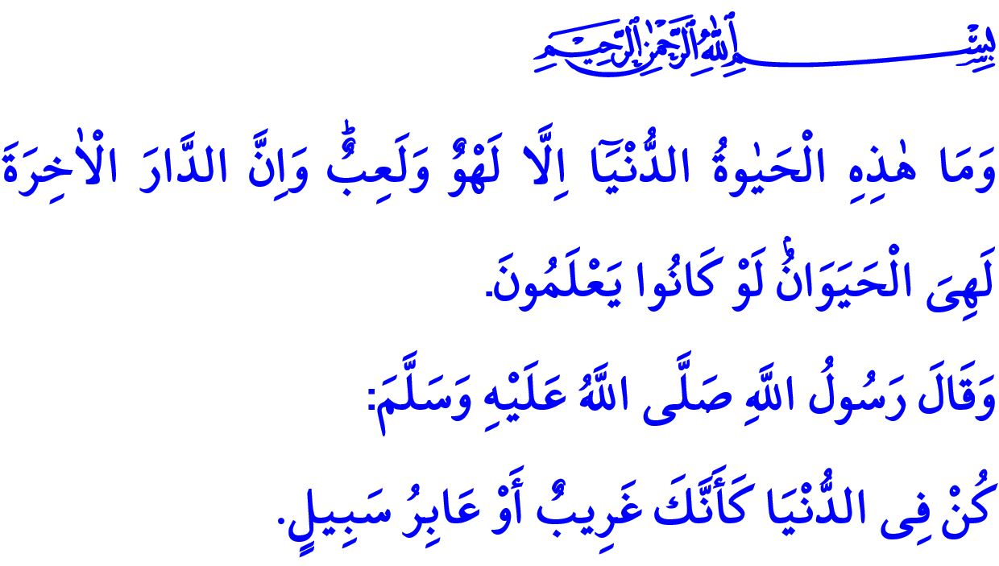 بِسْمِ اللّٰهِ الرَّحْمٰنِ الرَّحِيمِ
وَمَا هٰذِهِ الْحَيٰوةُ الدُّنْيَٓا اِلَّا لَهْوٌ وَلَعِبٌۜ وَاِنَّ الدَّارَ الْاٰخِرَةَ
لَهِىَ الْحَيَوَانُۢ لَوْ كَانُوا يَعْلَمُونَ.
وَقَالَ رَسُولُ اللَّهِ صَلَّى اللَّهُ عَلَيْهِ وَسَلَّمَ:
كُنْ فِى الدُّنْيَا كَأَنَّكَ غَرِيبٌ أَوْ عَابِرُ سَبِيلٍ.